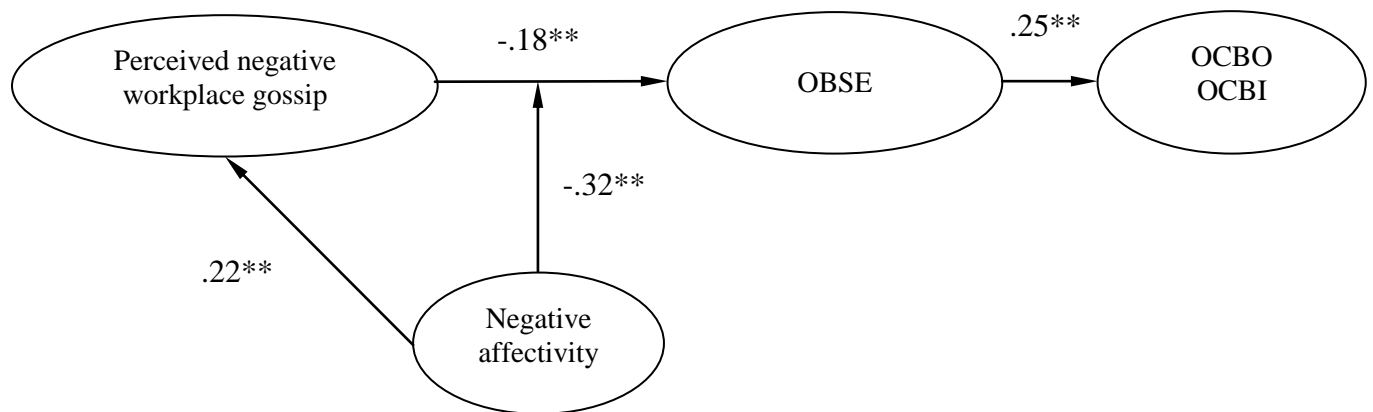 -.18**
.25**
Perceived negative
workplace gossip
OBSE
OCBO
OCBI
-.32**
.22**
Negative
affectivity